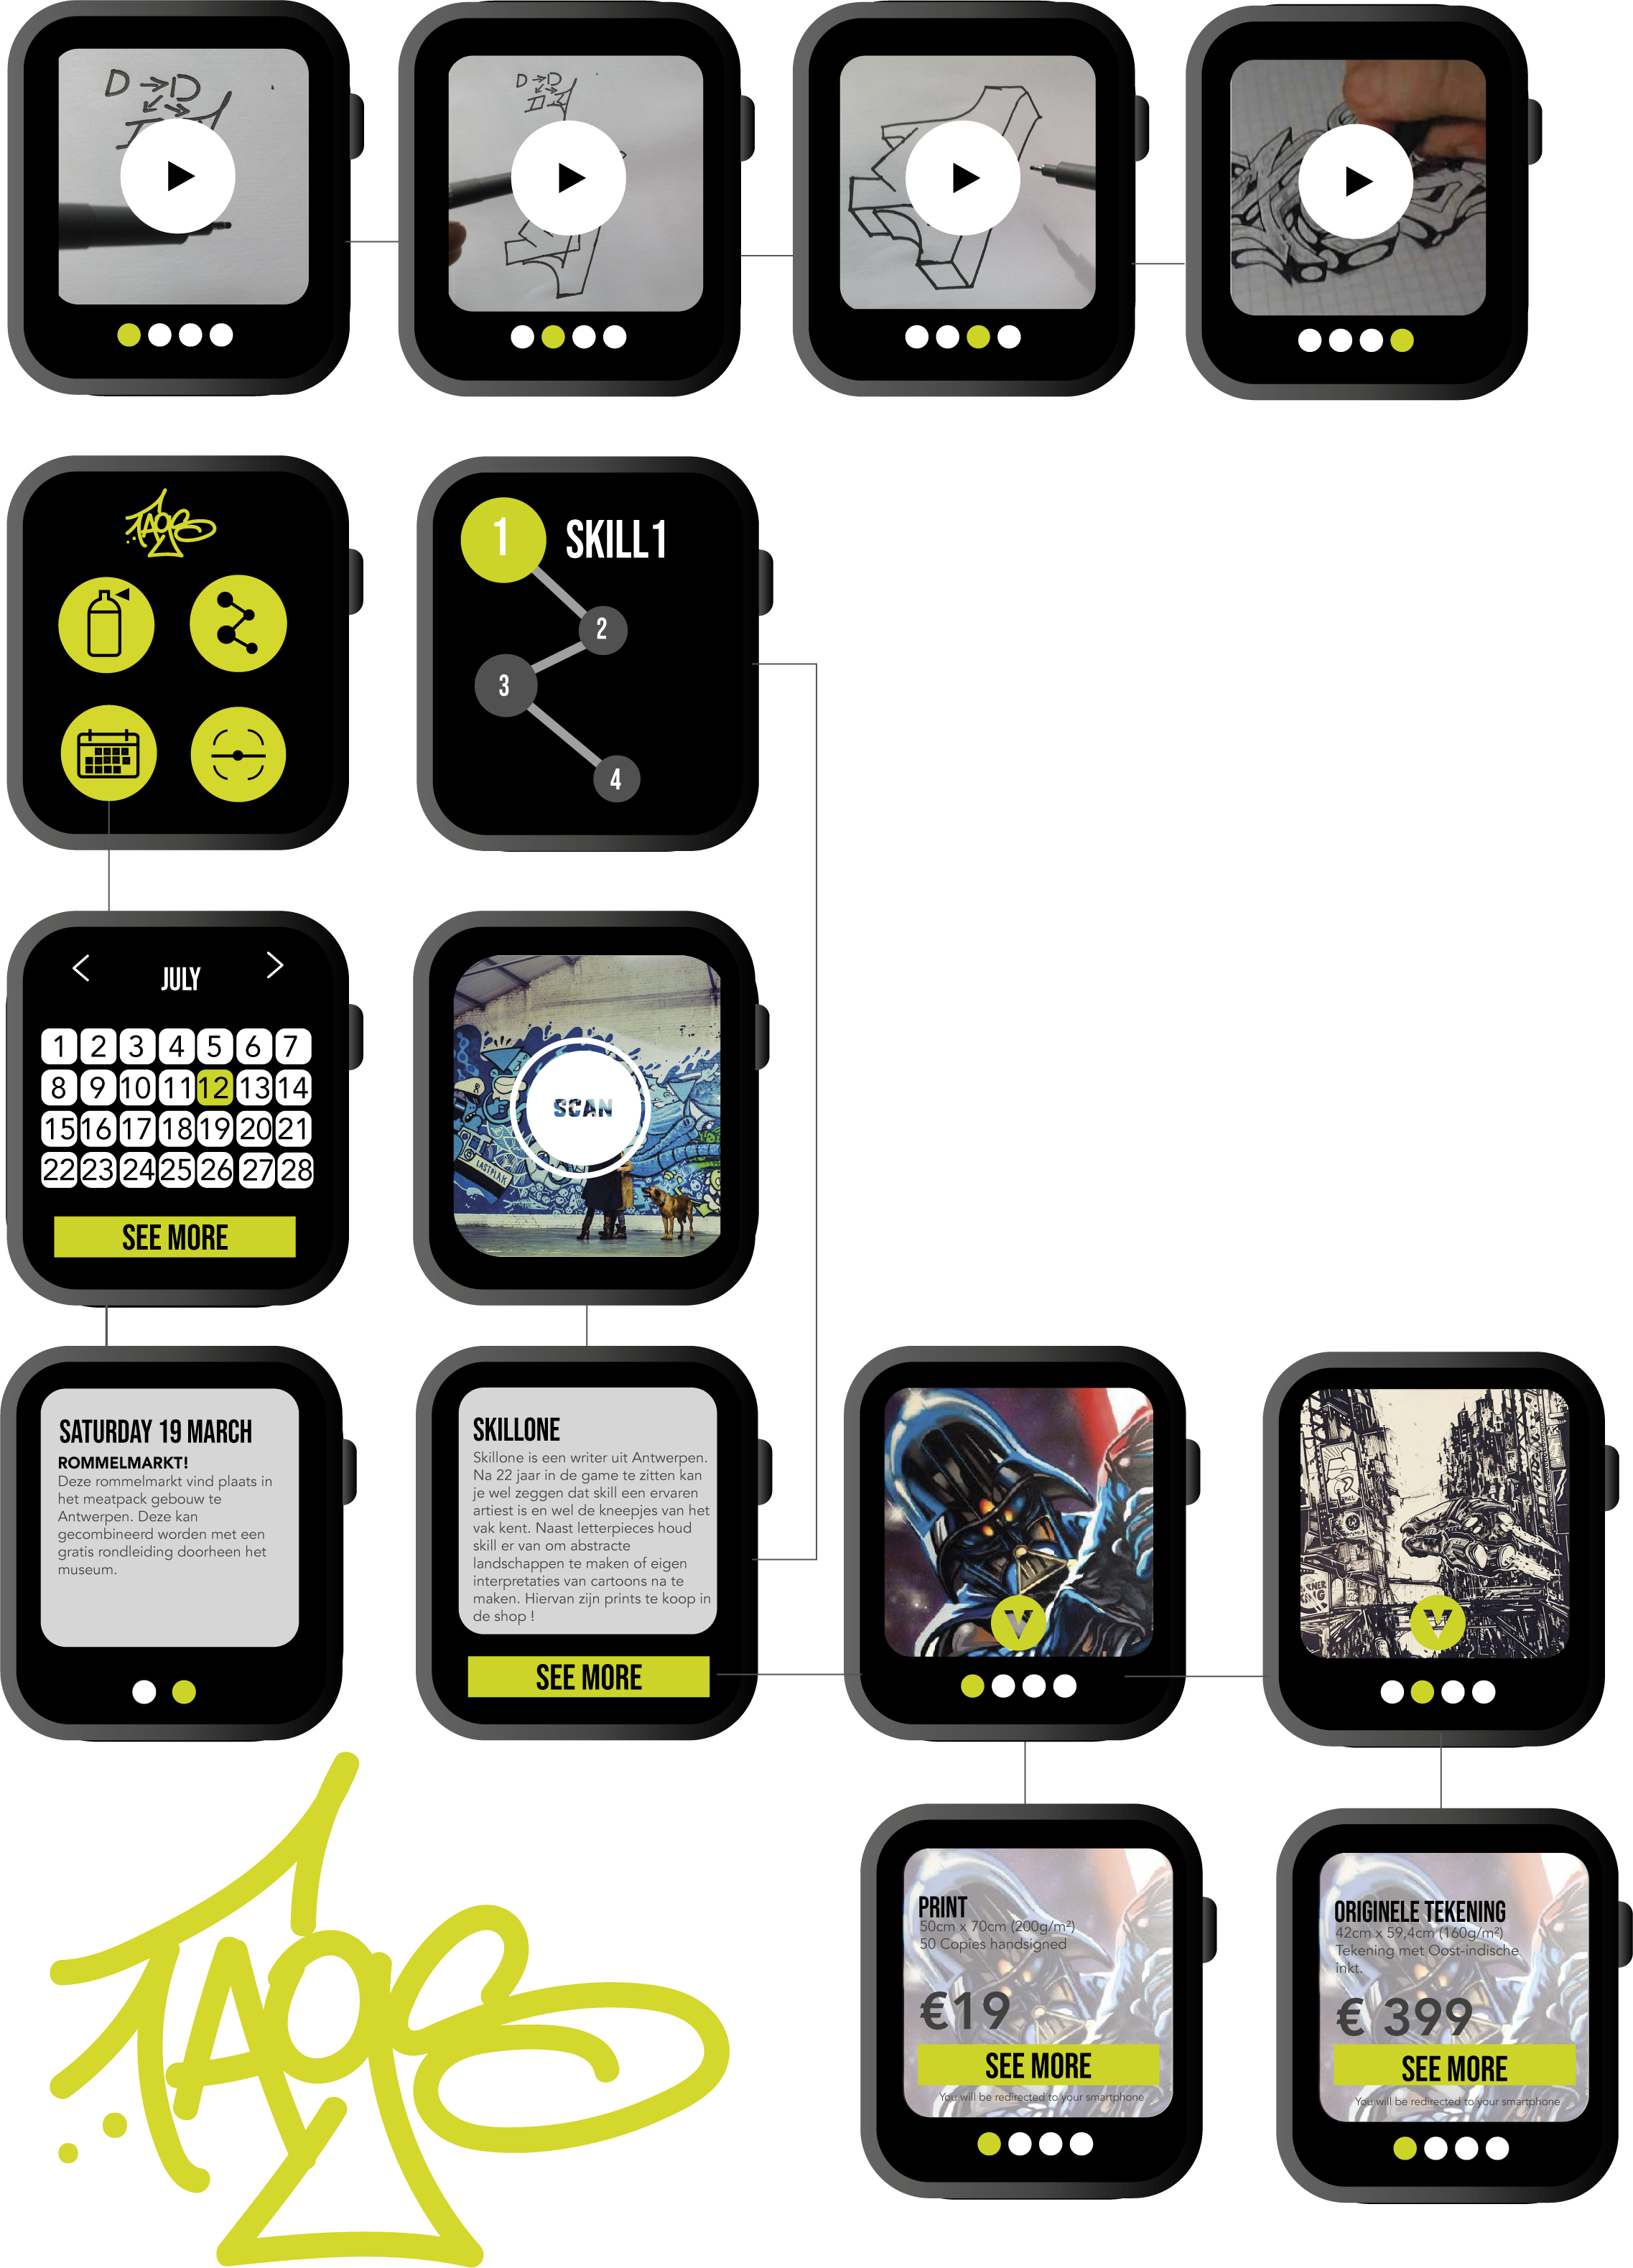 D → D
D → D
TAGS
1 SKILL 1
2
3
4
JULY
1 2 3 4 5 6 7
8 9 10 11 12 13 14
15 16 17 18 19 20 21
22 23 24 25 26 27 28
SEE MORE
SCAN
LASTPLAK
SATURDAY 19 MARCH
ROMMELMARKT!
Deze rommelmarkt vind plaats in
het meatpack gebouw te
Antwerpen. Deze kan
gecombineerd worden met een
gratis rondleiding doorheen het
museum.
SKILLONE
Skillone is een writer uit Antwerpen.
Na 22 jaar in de game te zitten kan
je wel zeggen dat skill een ervaren
artiest is en wel de kneepjes van het
vak kent. Naast letterpieces houd
skill er van om abstracte
landschappen te maken of eigen
interpretaties van cartoons na te
maken. Hiervan zijn prints te koop in
de shop !
SEE MORE
V
V
PRINT
50cm x 70cm (200g/m²)
50 Copies handsigned
€19
SEE MORE
You will be redirected to your smartphone
ORIGINELE TEKENING
42cm x 59,4cm (160g/m²)
Tekening met Oost-indische
inkt.
€ 399
SEE MORE
You will be redirected to your smartphone
TAGS